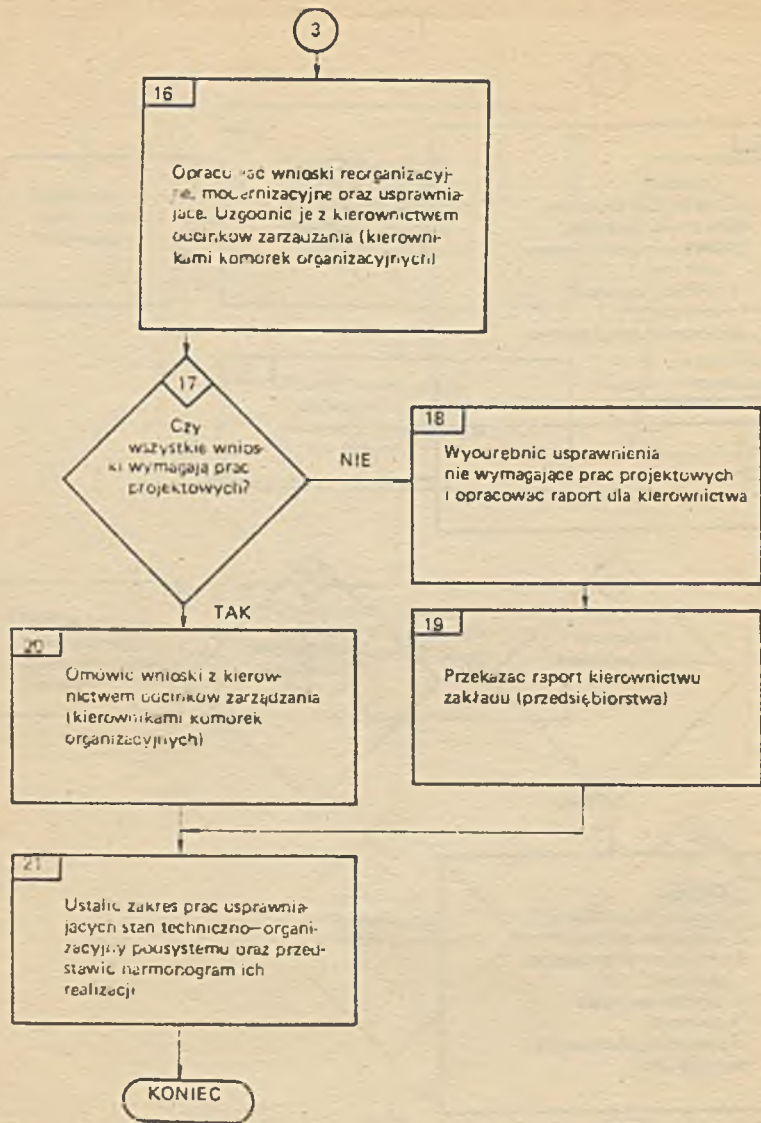 3
16
Opracować wnioski reorganizacyj-
ne, modernizacyjne oraz usprawnia-
jące. Uzgodnić je z kierownictwem
odcinków zarządzania (kierowni-
kami komórek organizacyjnych)
17
Czy
wszystkie wnios-
ki wymagają prac
projektowych?
NIE
18
Wyodrębnić usprawnienia
nie wymagające prac projektowych
i opracować raport dla kierownictwa
TAK
19
Przekazać raport kierownictwu
zakładu (przedsiębiorstwa)
20
Omówić wnioski z kierow-
nictwem odcinków zarządzania
(kierownikami komórek
organizacyjnych)
21
Ustalić zakres prac usprawnia-
jących stan techniczno-organi-
zacyjny podsystemu oraz przed-
stawić harmonogram ich
realizacji
KONIEC